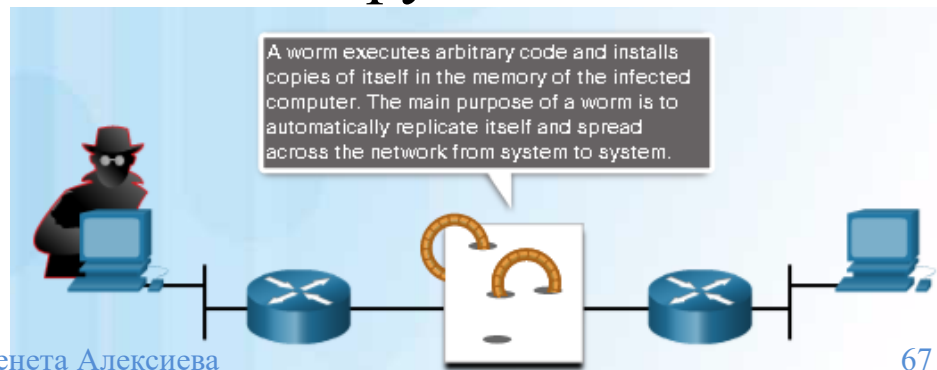 A worm executes arbitrary code and installs
copies of itself in the memory of the infected
computer. The main purpose of a worm is to
automatically replicate itself and spread
across the network from system to system.
Алексиева
67